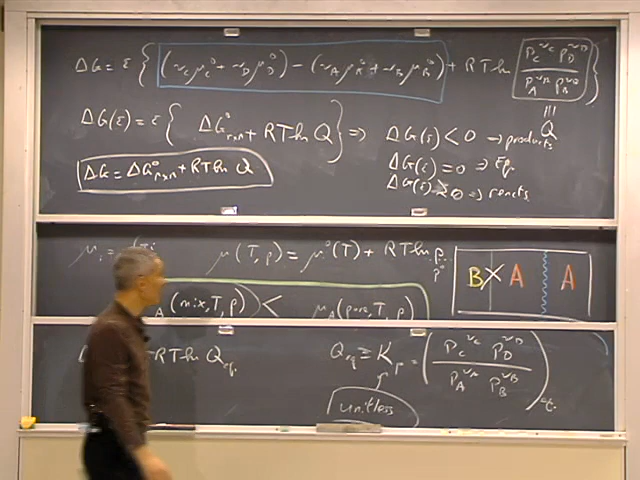 ΔG = ε { (ν_C μ_C° + ν_D μ_D°) − (ν_A μ_A° + ν_B μ_B°) + RT ln (p_C^ν_C p_D^ν_D / p_A^ν_A p_B^ν_B) }
≡ Q
ΔG(ε) = ε { ΔG°_rxn + RT ln Q } ⇒ ΔG(ε) < 0 → products
ΔG(ε) = 0 ⇒ Eq.
ΔG(ε) > 0 ⇒ reacts
ΔG = ΔG°_rxn + RT ln Q
μ(T, p) = μ°(T) + RT ln p/p°
B A A
A (mix, T, p) < μ_A (pure, T, p)
- RT ln Q_eq.
Q_eq ≡ K_p = (p_C^ν_C p_D^ν_D / p_A^ν_A p_B^ν_B)_eq.
unitless